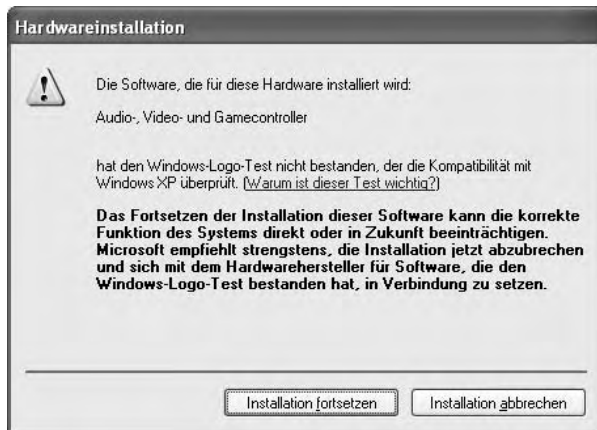 Hardwareinstallation
Die Software, die für diese Hardware installiert wird:
Audio-, Video- und Gamecontroller
hat den Windows-Logo-Test nicht bestanden, der die Kompatibilität mit
Windows XP überprüft. (Warum ist dieser Test wichtig?)
Das Fortsetzen der Installation dieser Software kann die korrekte
Funktion des Systems direkt oder in Zukunft beeinträchtigen.
Microsoft empfiehlt strengstens, die Installation jetzt abzubrechen
und sich mit dem Hardwarehersteller für Software, die den
Windows-Logo-Test bestanden hat, in Verbindung zu setzen.
Installation fortsetzen Installation abbrechen